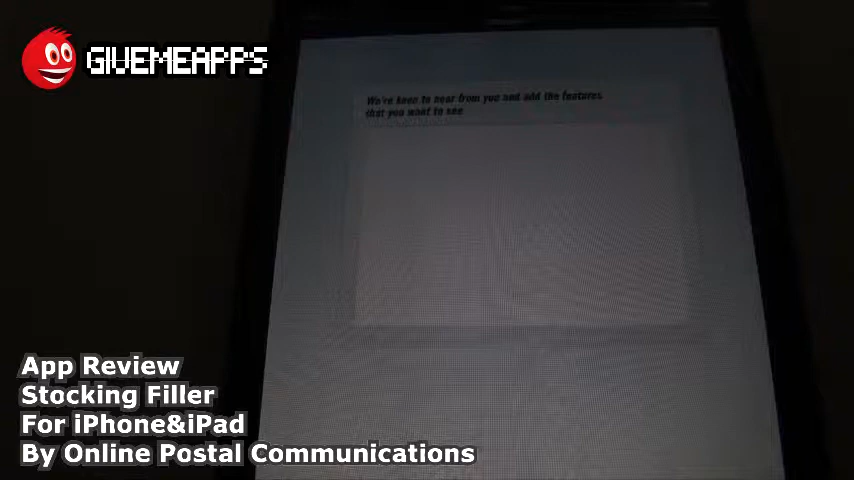 GIVEMEAPPS
We're keen to hear from you and add the features
that you want to see
App Review
Stocking Filler
For iPhone&iPad
By Online Postal Communications